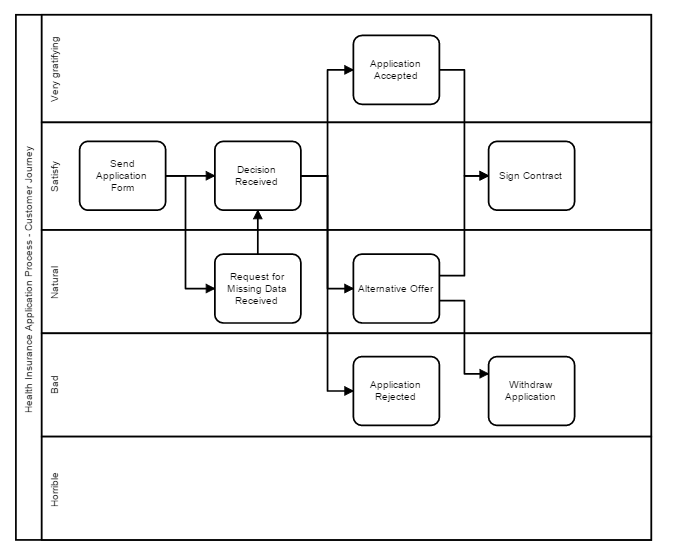 Health Insurance Application Process - Customer Journey
Very gratifying
Application
Accepted
Satisfy
Send
Application
Form
Decision
Received
Sign Contract
Natural
Request for
Missing Data
Received
Alternative Offer
Bad
Application
Rejected
Withdraw
Application
Horrible